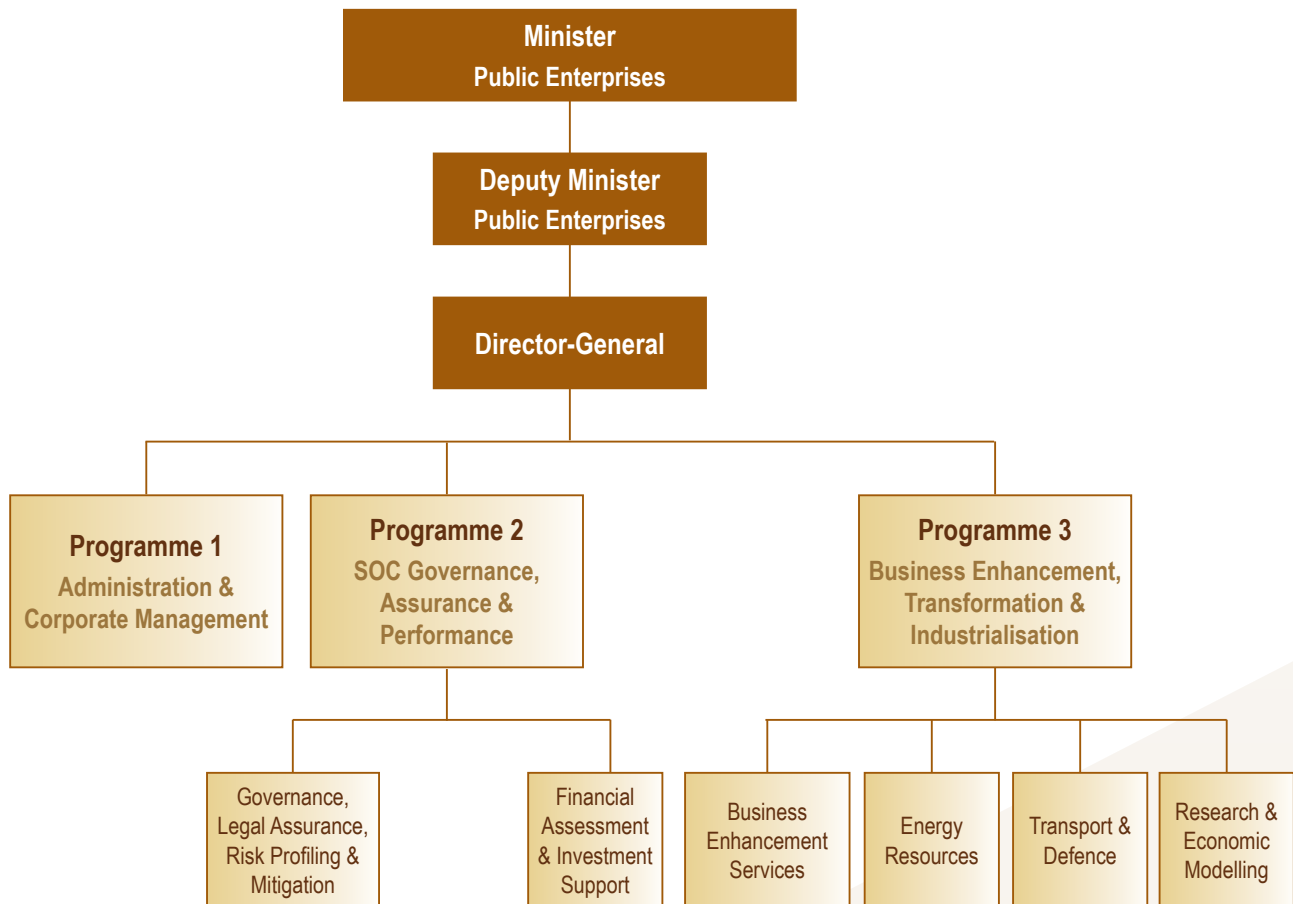 Minister
Public Enterprises
Deputy Minister
Public Enterprises
Director-General
Programme 1
Administration &
Corporate Management
Programme 2
SOC Governance,
Assurance &
Performance
Programme 3
Business Enhancement,
Transformation &
Industrialisation
Governance,
Legal Assurance,
Risk Profiling &
Mitigation
Financial
Assessment
& Investment
Support
Business
Enhancement
Services
Energy
Resources
Transport &
Defence
Research &
Economic
Modelling